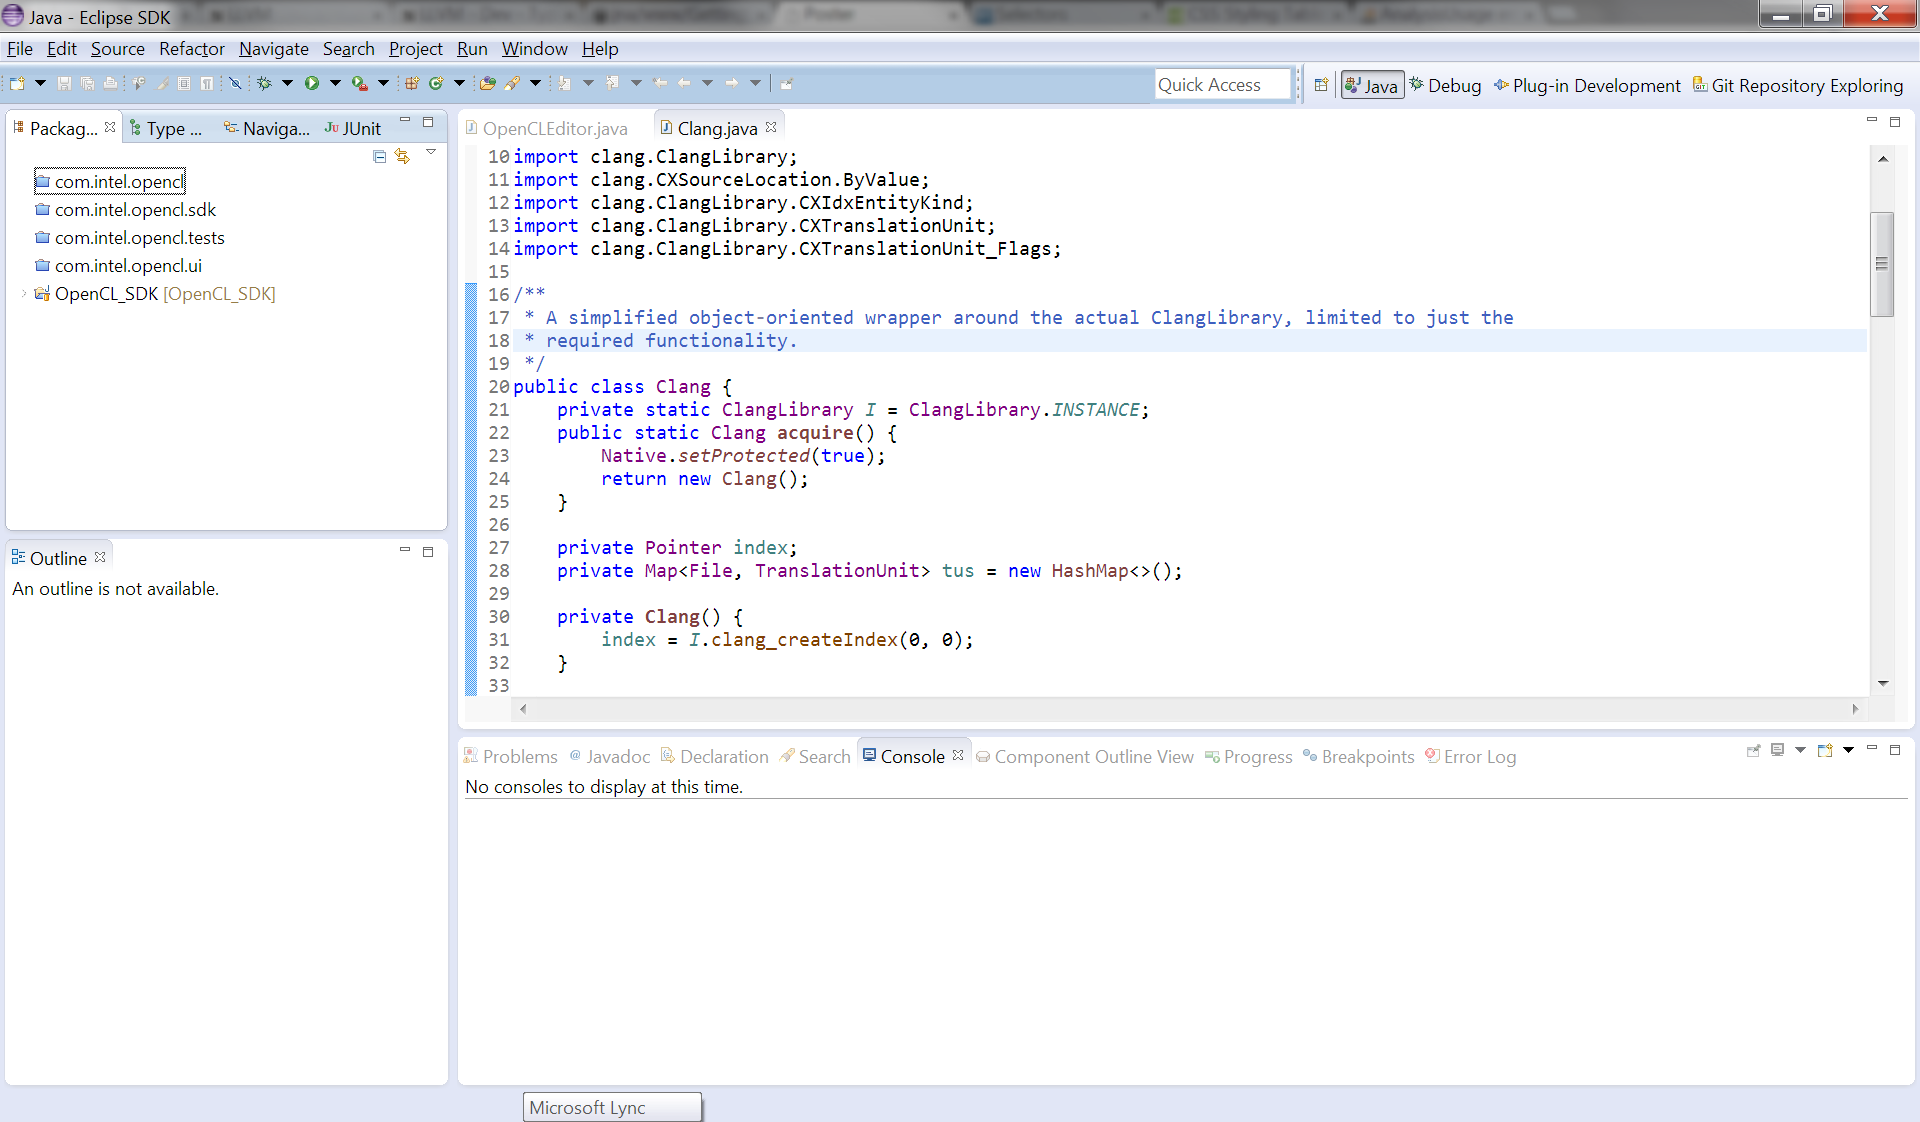 Java - Eclipse SDK
File Edit Source Refactor Navigate Search Project Run Window Help
Quick Access Java Debug Plug-in Development Git Repository Exploring
Packag... Type ... Naviga... JUnit
com.intel.opencl
com.intel.opencl.sdk
com.intel.opencl.tests
com.intel.opencl.ui
OpenCL_SDK [OpenCL_SDK]
Outline
An outline is not available.
OpenCLEditor.java Clang.java
10 import clang.ClangLibrary;
11 import clang.CXSourceLocation.ByValue;
12 import clang.ClangLibrary.CXIdxEntityKind;
13 import clang.ClangLibrary.CXTranslationUnit;
14 import clang.ClangLibrary.CXTranslationUnit_Flags;
15
16 /**
17 * A simplified object-oriented wrapper around the actual ClangLibrary, limited to just the
18 * required functionality.
19 */
20 public class Clang {
21 private static ClangLibrary I = ClangLibrary.INSTANCE;
22 public static Clang acquire() {
23 Native.setProtected(true);
24 return new Clang();
25 }
26
27 private Pointer index;
28 private Map<File, TranslationUnit> tus = new HashMap<>();
29
30 private Clang() {
31 index = I.clang_createIndex(0, 0);
32 }
33
Problems @ Javadoc Declaration Search Console Component Outline View Progress Breakpoints Error Log
No consoles to display at this time.
Microsoft Lync